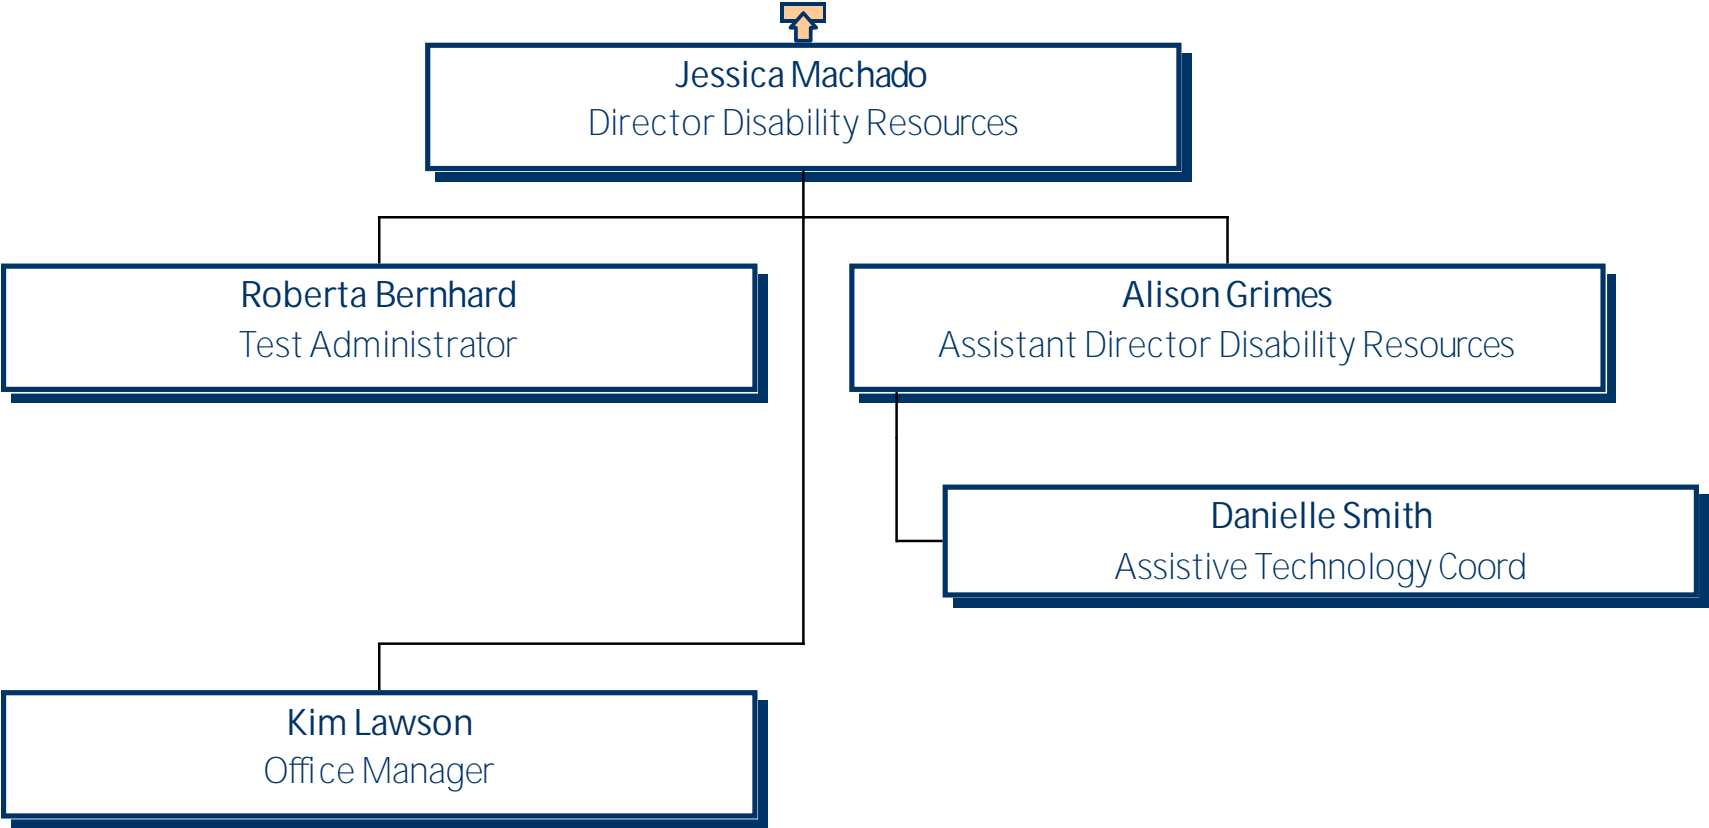 Jessica Machado
Director Disability Resources
Roberta Bernhard
Test Administrator
Alison Grimes
Assistant Director Disability Resources
Danielle Smith
Assistive Technology Coord
Kim Lawson
Office Manager